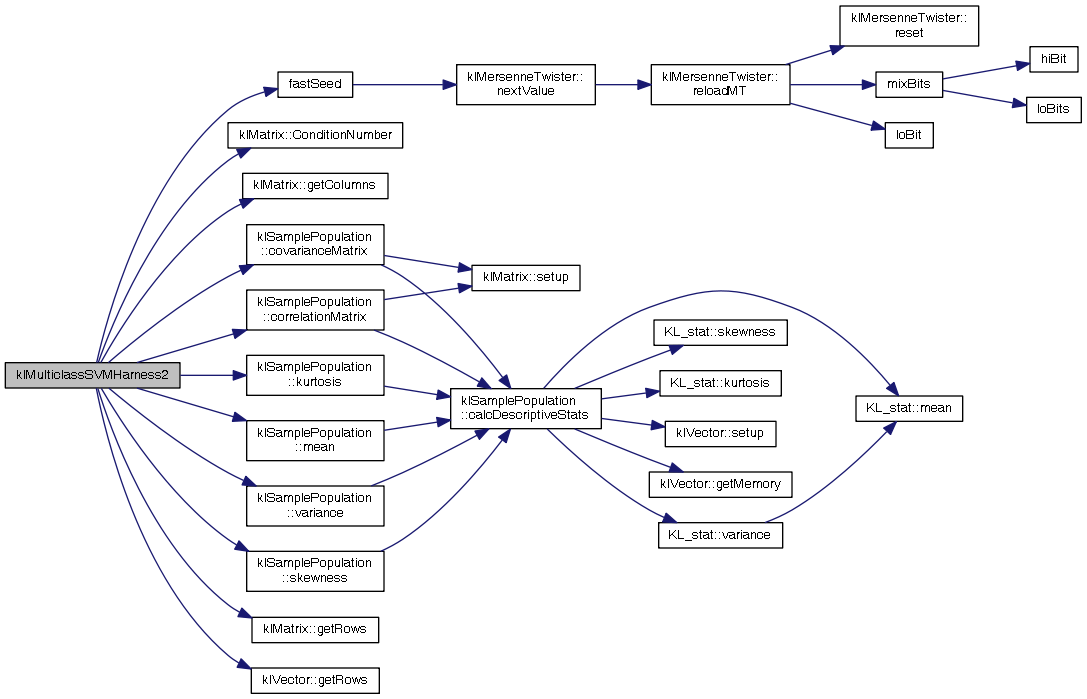 klMulticlassSVMHarness2
fastSeed
klMatrix::ConditionNumber
klMatrix::getColumns
klSamplePopulation
::covarianceMatrix
klSamplePopulation
::correlationMatrix
klSamplePopulation
::kurtosis
klSamplePopulation
::mean
klSamplePopulation
::variance
klSamplePopulation
::skewness
klMatrix::getRows
klVector::getRows
klMersenneTwister::
nextValue
klMatrix::setup
klSamplePopulation
::calcDescriptiveStats
klMersenneTwister::
reloadMT
KL_stat::skewness
KL_stat::kurtosis
klVector::setup
klVector::getMemory
KL_stat::variance
klMersenneTwister::
reset
mixBits
loBit
KL_stat::mean
hiBit
loBits